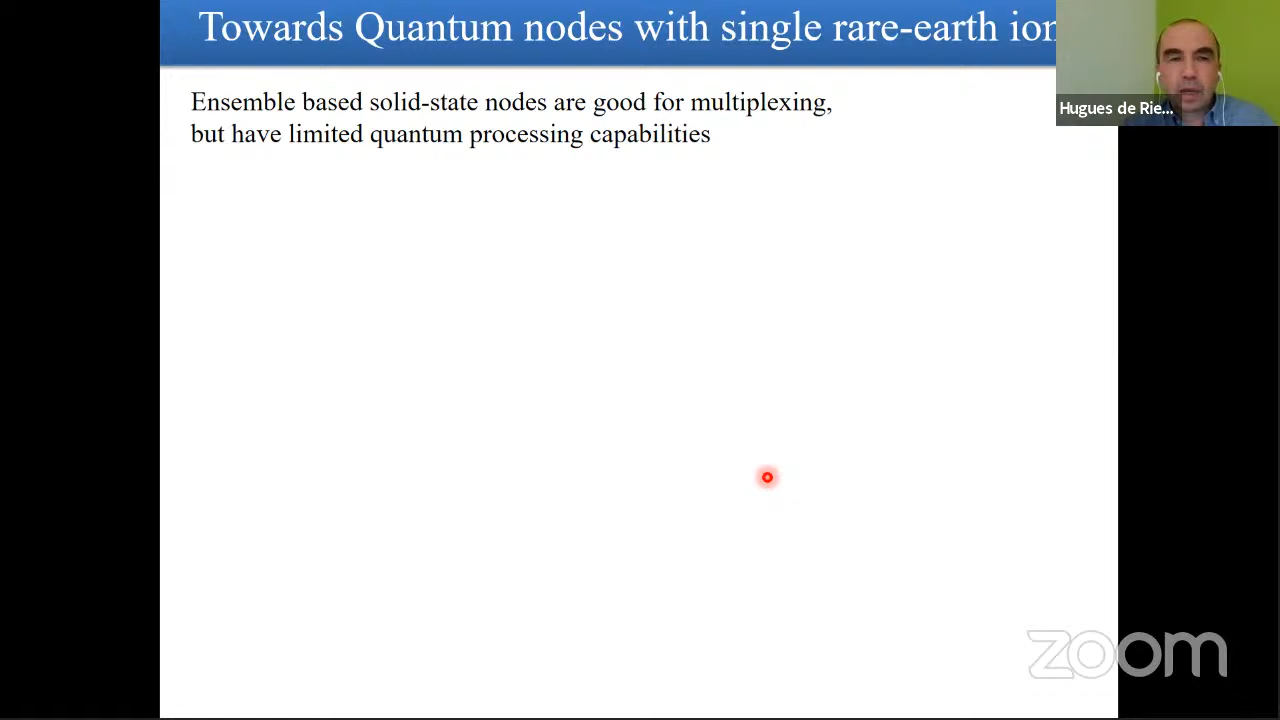 Towards Quantum nodes with single rare-earth ion
Hugues de Rie...
Ensemble based solid-state nodes are good for multiplexing,
but have limited quantum processing capabilities
zoom